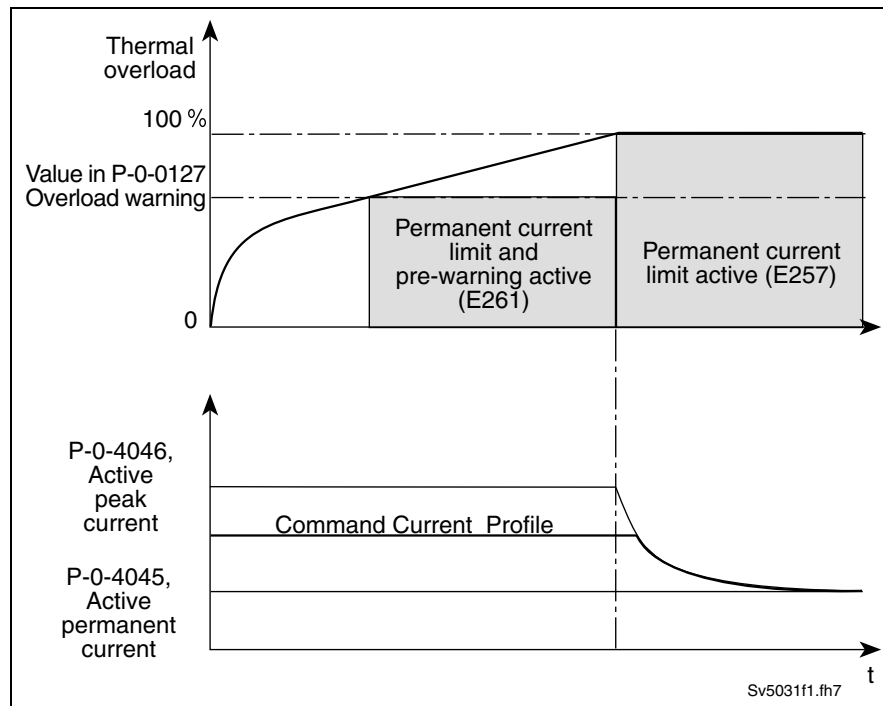 Thermal
overload
100 %
Value in P-0-0127
Overload warning
0
Permanent current
limit and
pre-warning active
(E261)
Permanent current
limit active (E257)
P-0-4046,
Active
peak
current
Command Current Profile
P-0-4045,
Active
permanent
current
t
Sv5031f1.fh7